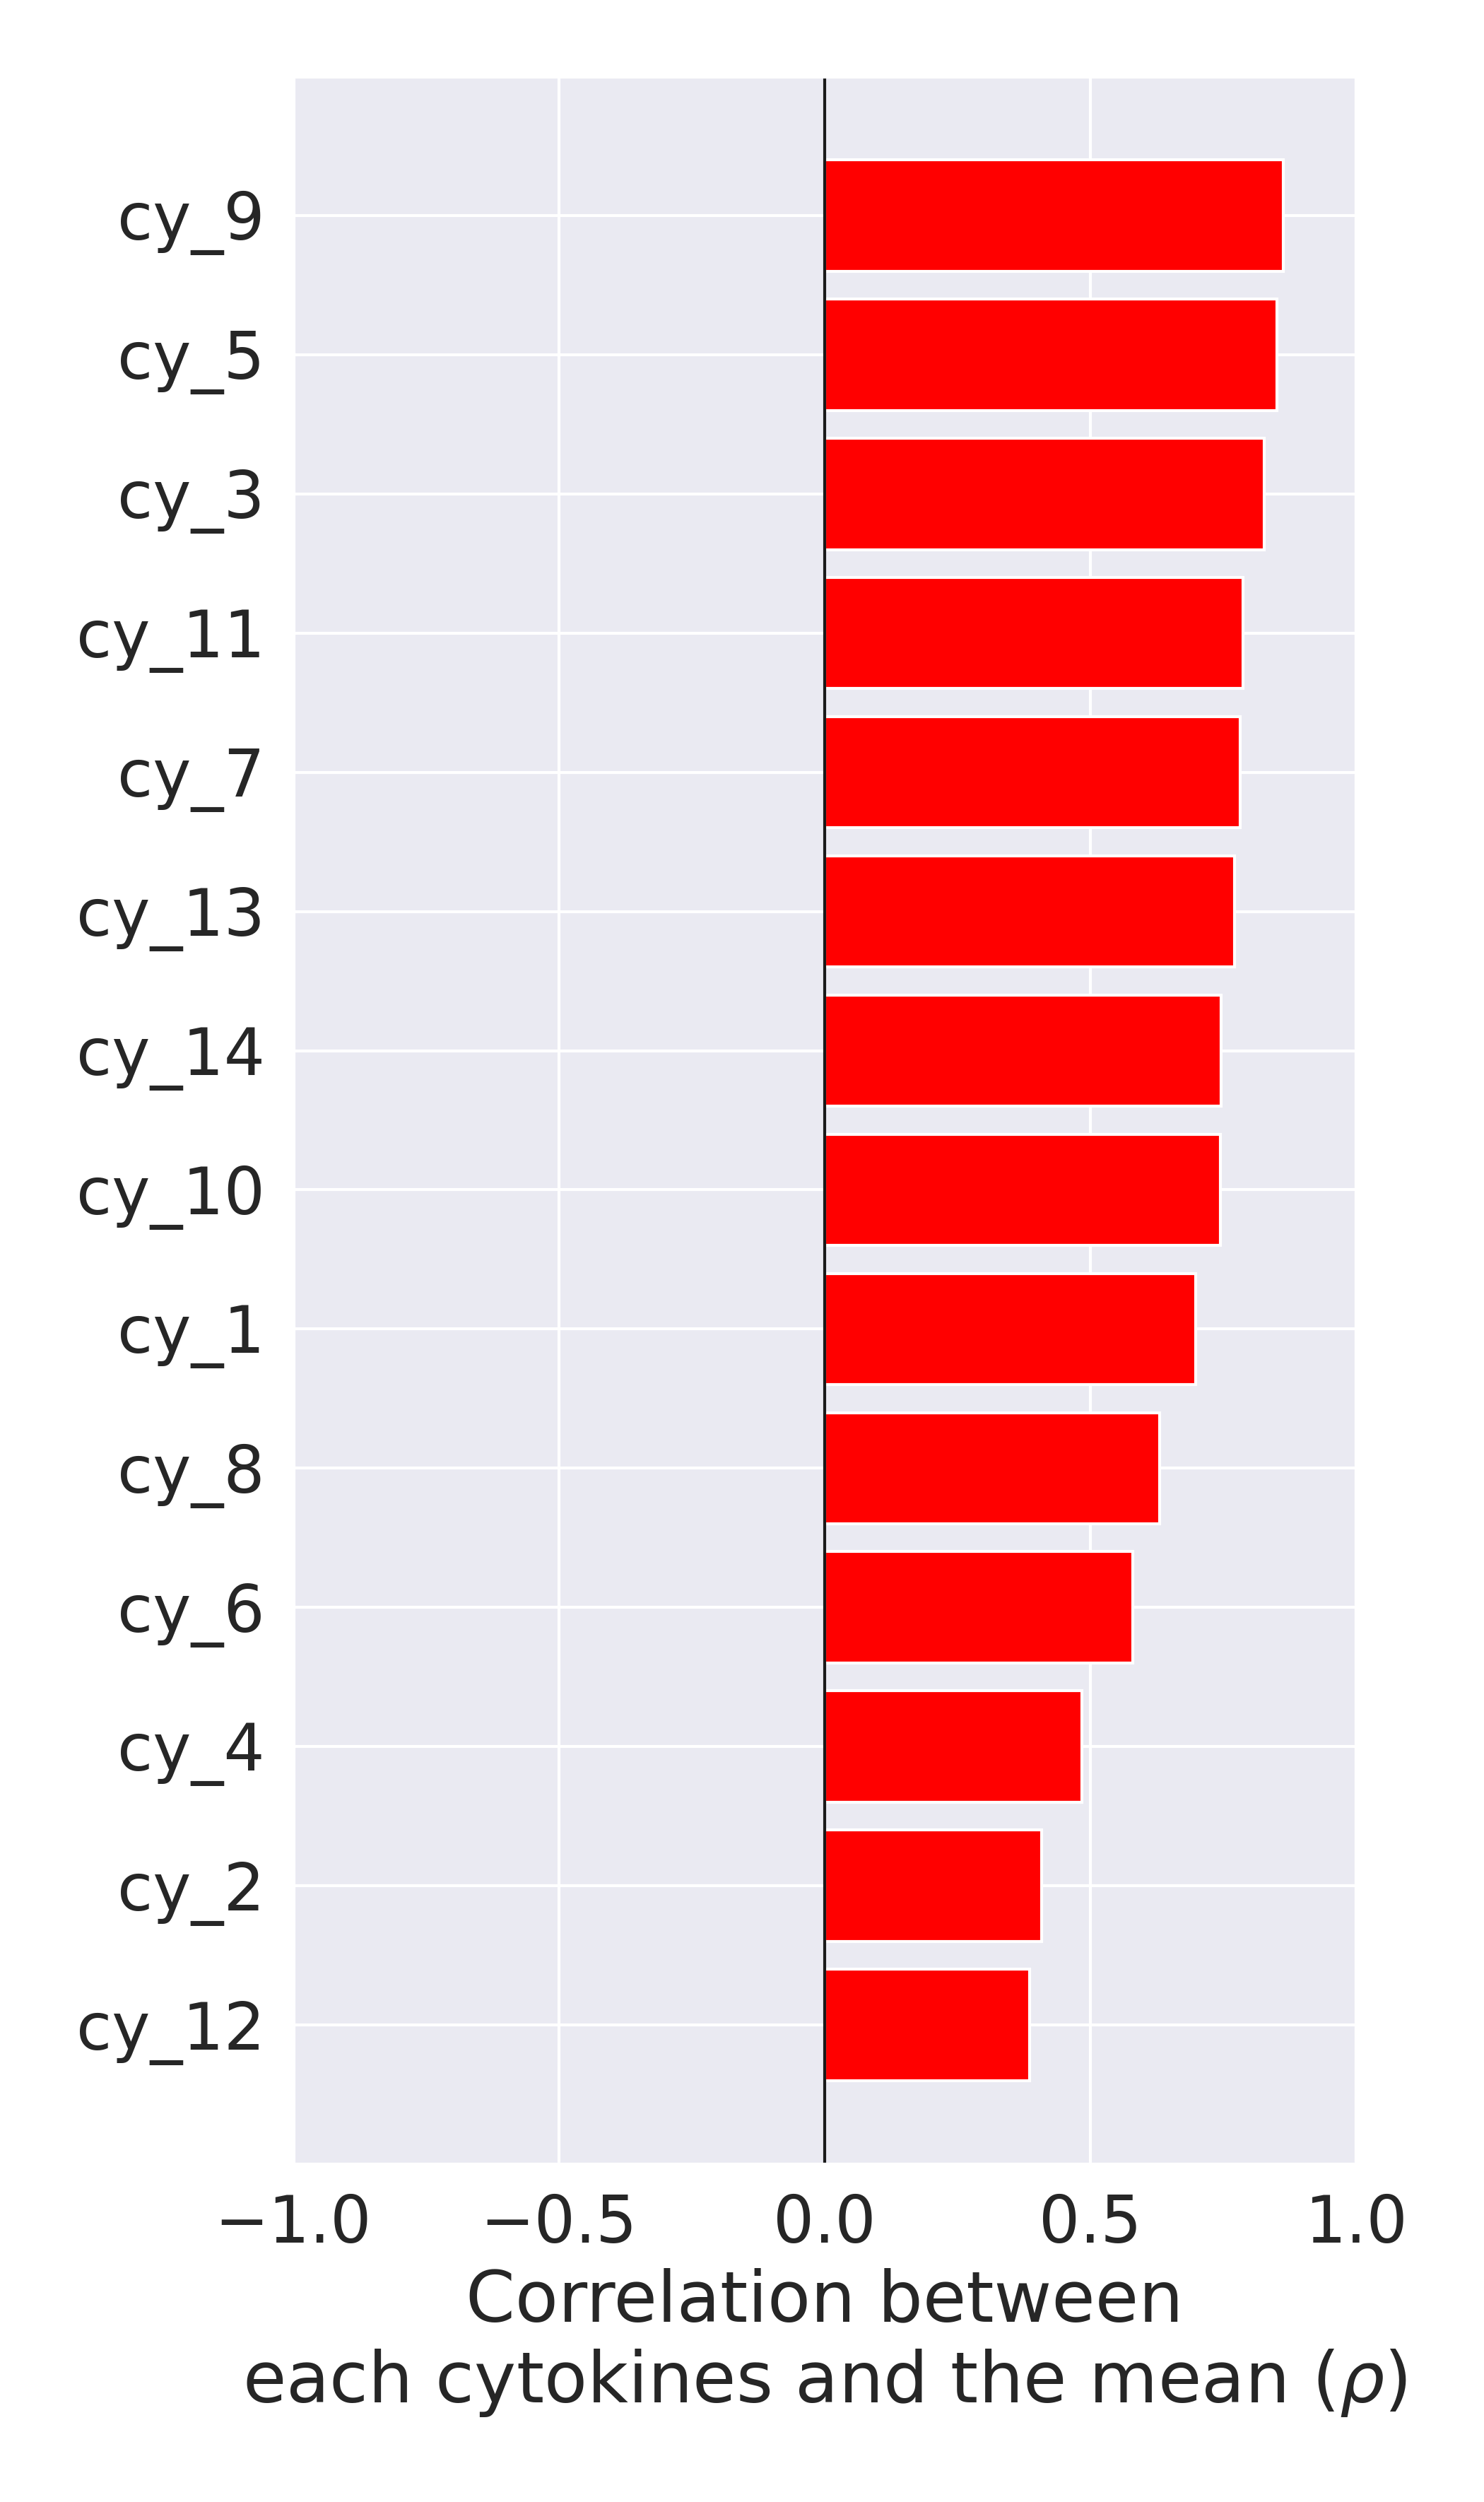 cy_9
cy_5
cy_3
cy_11
cy_7
cy_13
cy_14
cy_10
cy_1
cy_8
cy_6
cy_4
cy_2
cy_12
−1.0 −0.5 0.0 0.5 1.0
Correlation between
each cytokines and the mean (ρ)